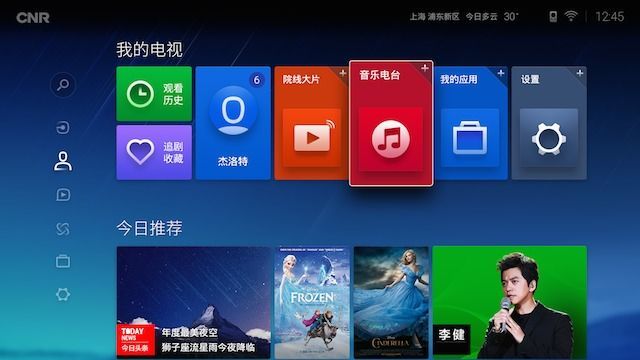 CNR
上海 浦东新区 今日多云 30°
12:45
我的电视
观看
历史
追剧
收藏
6
杰洛特
院线大片
音乐电台
我的应用
设置
今日推荐
TODAY
NEWS
今日头条
年度最美夜空
狮子座流星雨今夜降临
Disney
FROZEN
Disney
CINDERELLA
李健